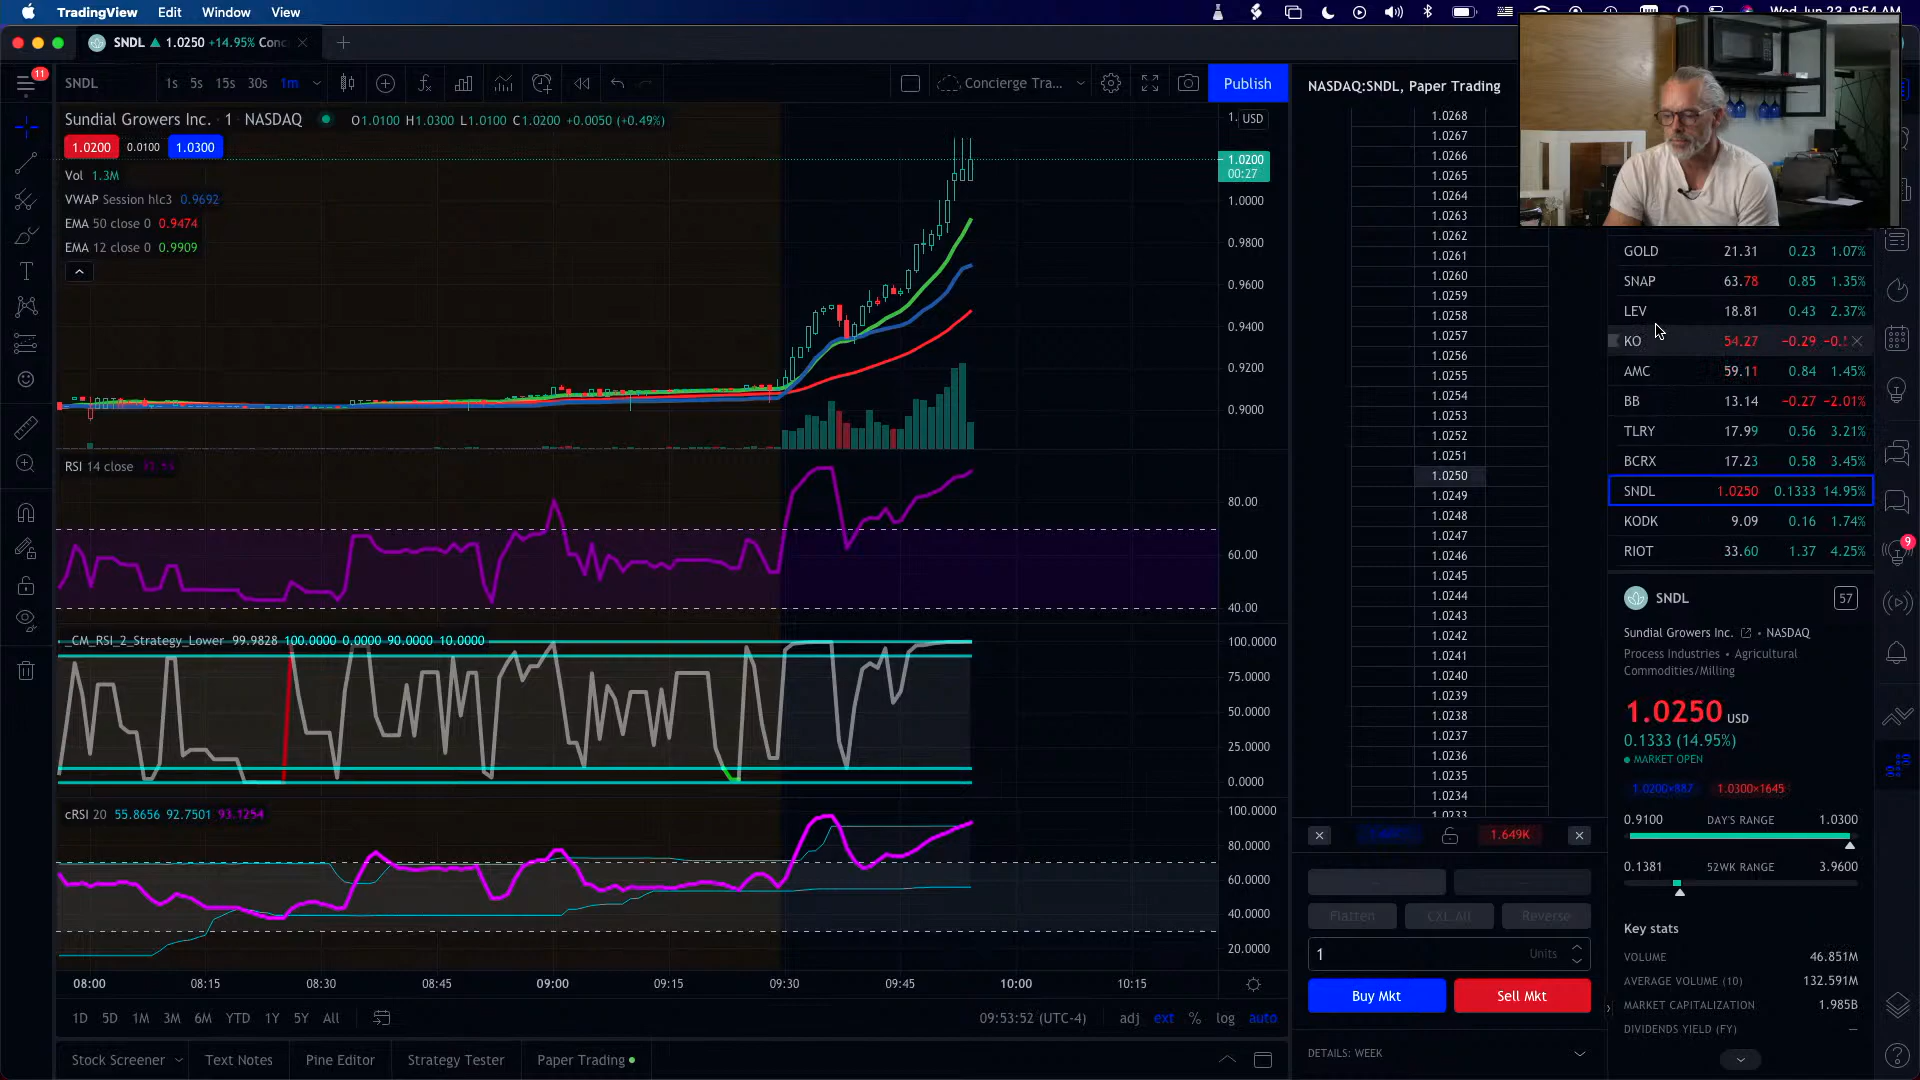 TradingView Edit Window View
Wed Jun 23 9:54 AM
SNDL ▲ 1.0250 +14.95% Conc
11
SNDL 1s 5s 15s 30s 1m
Concierge Tra...
Publish
Sundial Growers Inc. · 1 · NASDAQ O1.0100 H1.0300 L1.0100 C1.0200 +0.0050 (+0.49%)
1.0200 0.0100 1.0300
Vol 1.3M
VWAP Session hlc3 0.9692
EMA 50 close 0 0.9474
EMA 12 close 0 0.9909
USD
1.0200
00:27
1.0000
0.9800
0.9600
0.9400
0.9200
0.9000
RSI 14 close
80.00
60.00
40.00
_CM_RSI_2_Strategy_Lower 99.9828 100.0000 0.0000 90.0000 10.0000
100.0000
75.0000
50.0000
25.0000
0.0000
cRSI 20 55.8656 92.7501 93.1254
100.0000
80.0000
60.0000
40.0000
20.0000
08:00 08:15 08:30 08:45 09:00 09:15 09:30 09:45 10:00 10:15
1D 5D 1M 3M 6M YTD 1Y 5Y All
09:53:52 (UTC-4) adj ext % log auto
Stock Screener Text Notes Pine Editor Strategy Tester Paper Trading
NASDAQ:SNDL, Paper Trading
1.0268
1.0267
1.0266
1.0265
1.0264
1.0263
1.0262
1.0261
1.0260
1.0259
1.0258
1.0257
1.0256
1.0255
1.0254
1.0253
1.0252
1.0251
1.0250
1.0249
1.0248
1.0247
1.0246
1.0245
1.0244
1.0243
1.0242
1.0241
1.0240
1.0239
1.0238
1.0237
1.0236
1.0235
1.0234
1.0233
1.649K
Flatten CXL All Reverse
1 Units
Buy Mkt Sell Mkt
DETAILS: WEEK
GOLD 21.31 0.23 1.07%
SNAP 63.78 0.85 1.35%
LEV 18.81 0.43 2.37%
KO 54.27 −0.29
AMC 59.11 0.84 1.45%
BB 13.14 −0.27 −2.01%
TLRY 17.99 0.56 3.21%
BCRX 17.23 0.58 3.45%
SNDL 1.0250 0.1333 14.95%
KODK 9.09 0.16 1.74%
RIOT 33.60 1.37 4.25%
9
SNDL 57
Sundial Growers Inc. • NASDAQ
Process Industries • Agricultural
Commodities/Milling
1.0250 USD
0.1333 (14.95%)
MARKET OPEN
1.0200×887 1.0300×1645
0.9100 DAY'S RANGE 1.0300
0.1381 52WK RANGE 3.9600
Key stats
VOLUME 46.851M
AVERAGE VOLUME (10) 132.591M
MARKET CAPITALIZATION 1.985B
DIVIDENDS YIELD (FY) —